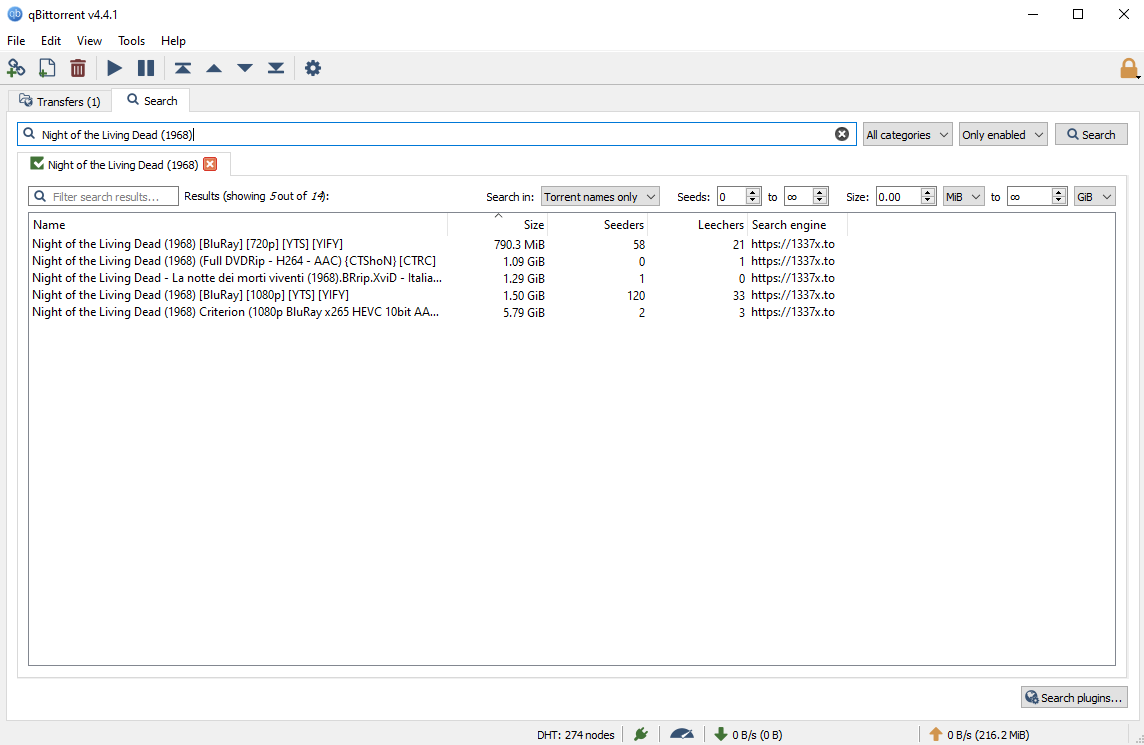 qBittorrent v4.4.1
File Edit View Tools Help
Transfers (1) Search
Night of the Living Dead (1968) All categories Only enabled Search
Night of the Living Dead (1968)
Filter search results... Results (showing 5 out of 14): Search in: Torrent names only Seeds: 0 to ∞ Size: 0.00 MiB to ∞ GiB
Name Size Seeders Leechers Search engine
Night of the Living Dead (1968) [BluRay] [720p] [YTS] [YIFY] 790.3 MiB 58 21 https://1337x.to
Night of the Living Dead (1968) (Full DVDRip - H264 - AAC) {CTShoN} [CTRC] 1.09 GiB 0 1 https://1337x.to
Night of the Living Dead - La notte dei morti viventi (1968).BRrip.XviD - Italia... 1.29 GiB 1 0 https://1337x.to
Night of the Living Dead (1968) [BluRay] [1080p] [YTS] [YIFY] 1.50 GiB 120 33 https://1337x.to
Night of the Living Dead (1968) Criterion (1080p BluRay x265 HEVC 10bit AA... 5.79 GiB 2 3 https://1337x.to
Search plugins...
DHT: 274 nodes 0 B/s (0 B) 0 B/s (216.2 MiB)